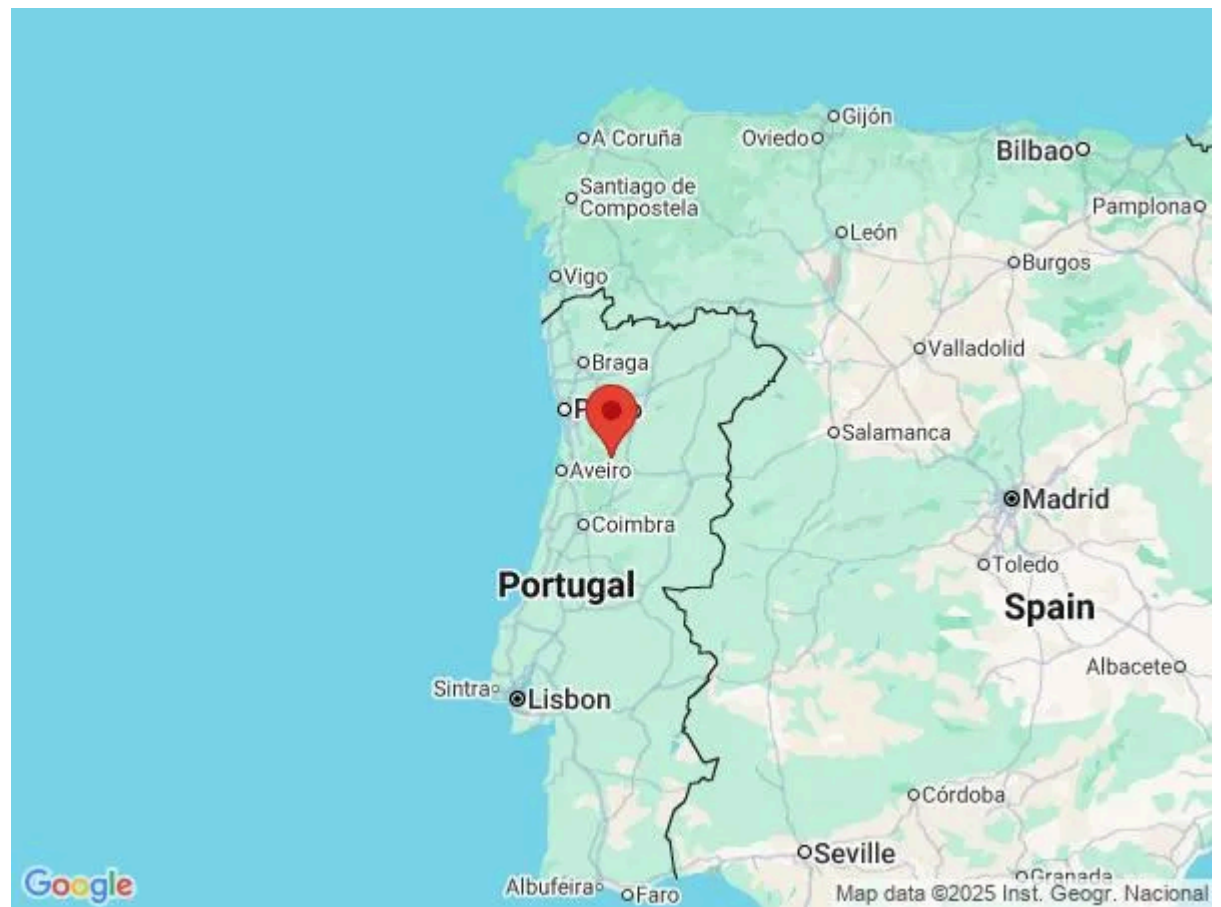 Gijón
A Coruña
Oviedo
Bilbao
Santiago de
Compostela
Pamplona
León
Burgos
Vigo
Valladolid
Braga
Salamanca
Aveiro
Madrid
Coimbra
Toledo
Portugal
Spain
Albacete
Sintra
Lisbon
Córdoba
Seville
Granada
Albufeira
Faro
Google
Map data ©2025 Inst. Geogr. Nacional